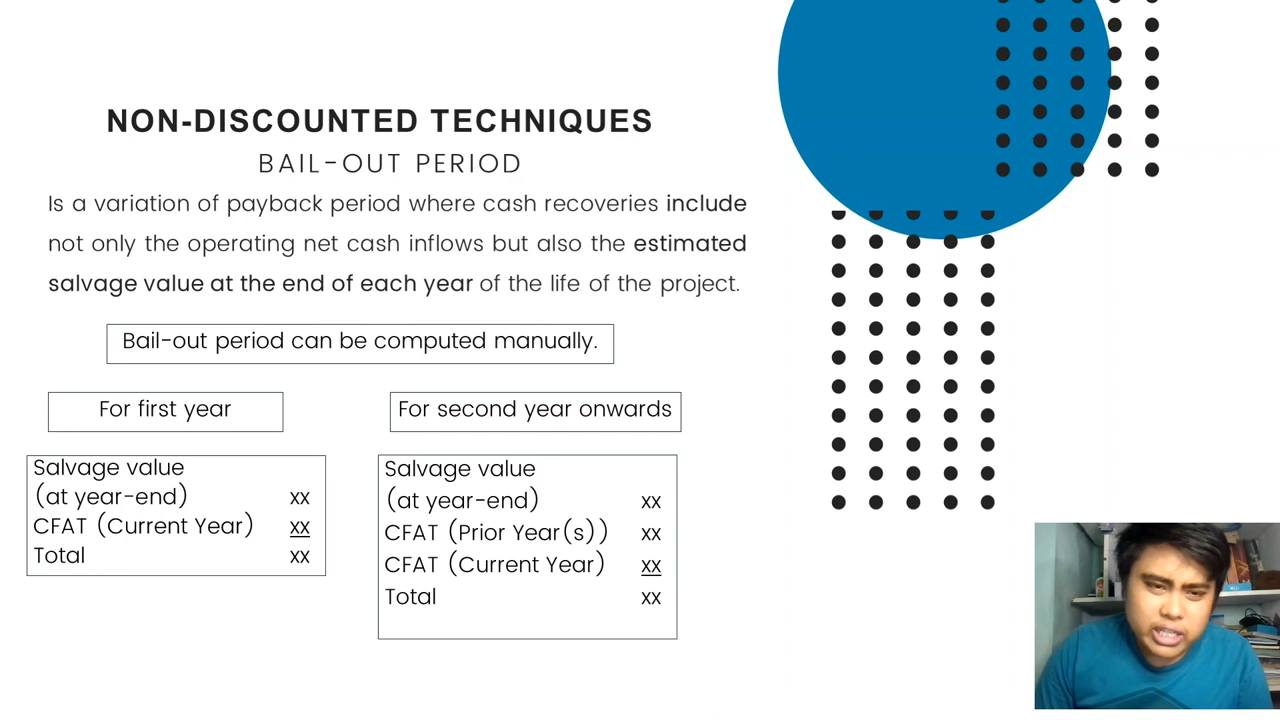 NON-DISCOUNTED TECHNIQUES
BAIL-OUT PERIOD
Is a variation of payback period where cash recoveries include
not only the operating net cash inflows but also the estimated
salvage value at the end of each year of the life of the project.
Bail-out period can be computed manually.
For first year
Salvage value
(at year-end) xx
CFAT (Current Year) xx
Total xx
For second year onwards
Salvage value
(at year-end) xx
CFAT (Prior Year(s)) xx
CFAT (Current Year) xx
Total xx